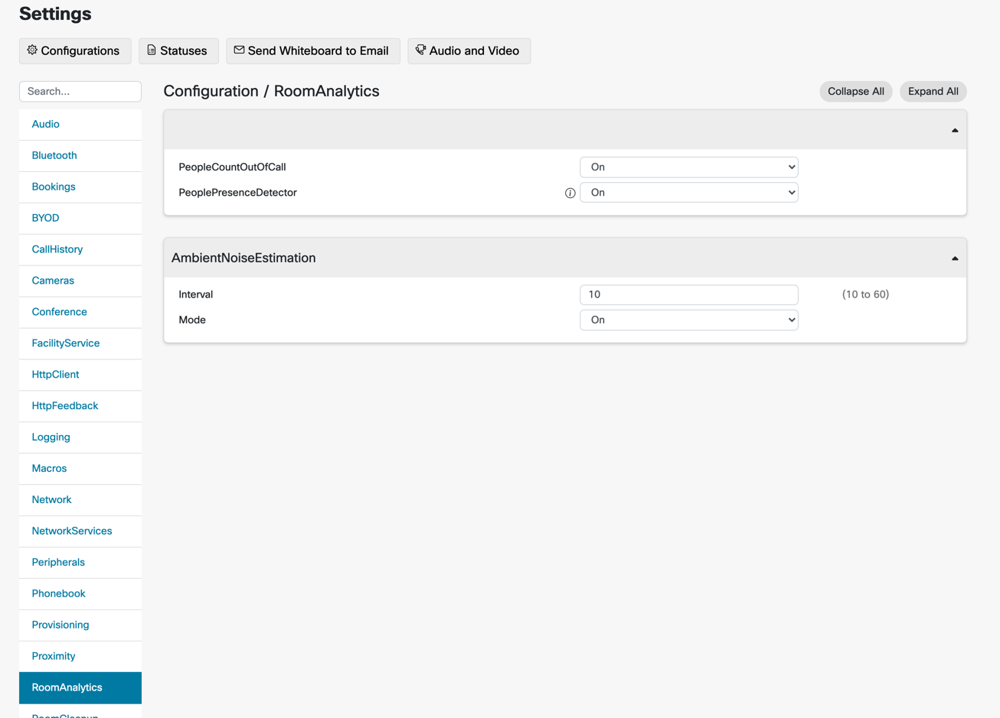 Settings
Configurations Statuses Send Whiteboard to Email Audio and Video
Search...
Configuration / RoomAnalytics
Collapse All Expand All
Audio
Bluetooth
Bookings
BYOD
CallHistory
Cameras
Conference
FacilityService
HttpClient
HttpFeedback
Logging
Macros
Network
NetworkServices
Peripherals
Phonebook
Provisioning
Proximity
RoomAnalytics
RoomCleanup
PeopleCountOutOfCall On
PeoplePresenceDetector On
AmbientNoiseEstimation
Interval 10 (10 to 60)
Mode On